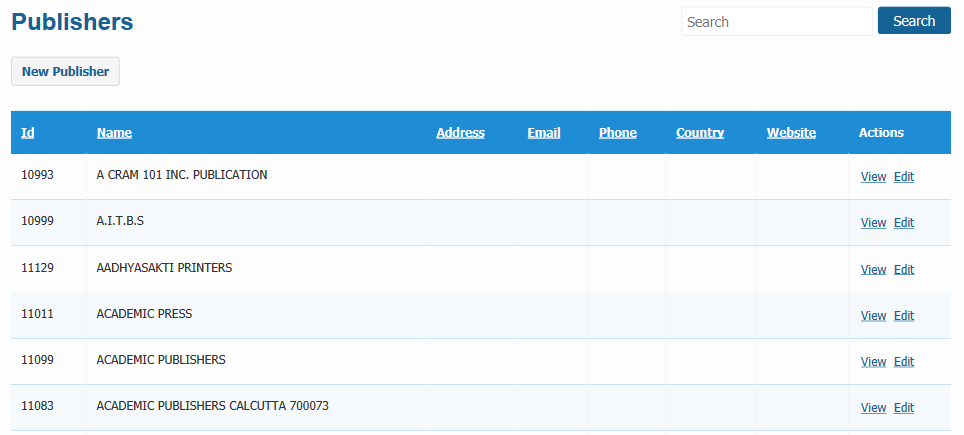 Publishers
Search Search
New Publisher
Id Name Address Email Phone Country Website Actions
10993 A CRAM 101 INC. PUBLICATION View Edit
10999 A.I.T.B.S View Edit
11129 AADHYASAKTI PRINTERS View Edit
11011 ACADEMIC PRESS View Edit
11099 ACADEMIC PUBLISHERS View Edit
11083 ACADEMIC PUBLISHERS CALCUTTA 700073 View Edit